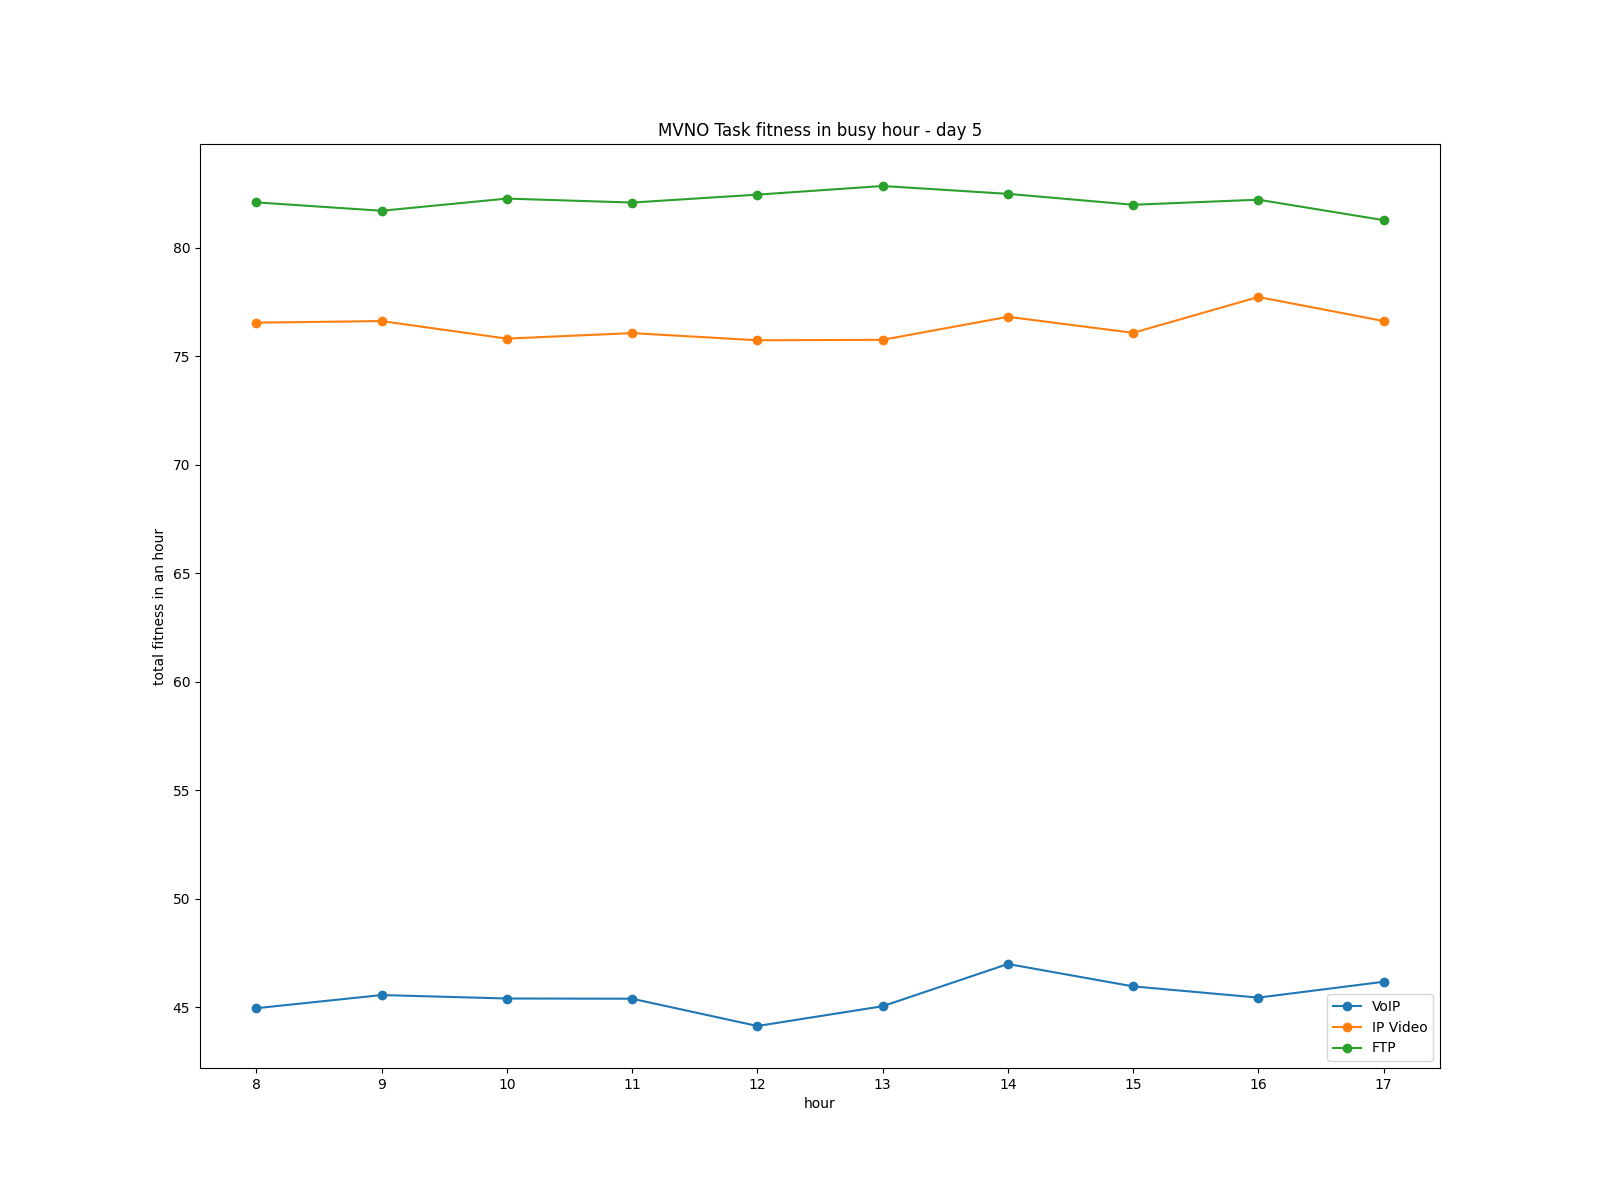 MVNO Task fitness in busy hour - day 5
total fitness in an hour
80
75
70
65
60
55
50
45
8 9 10 11 12 13 14 15 16 17
hour
VoIP
IP Video
FTP